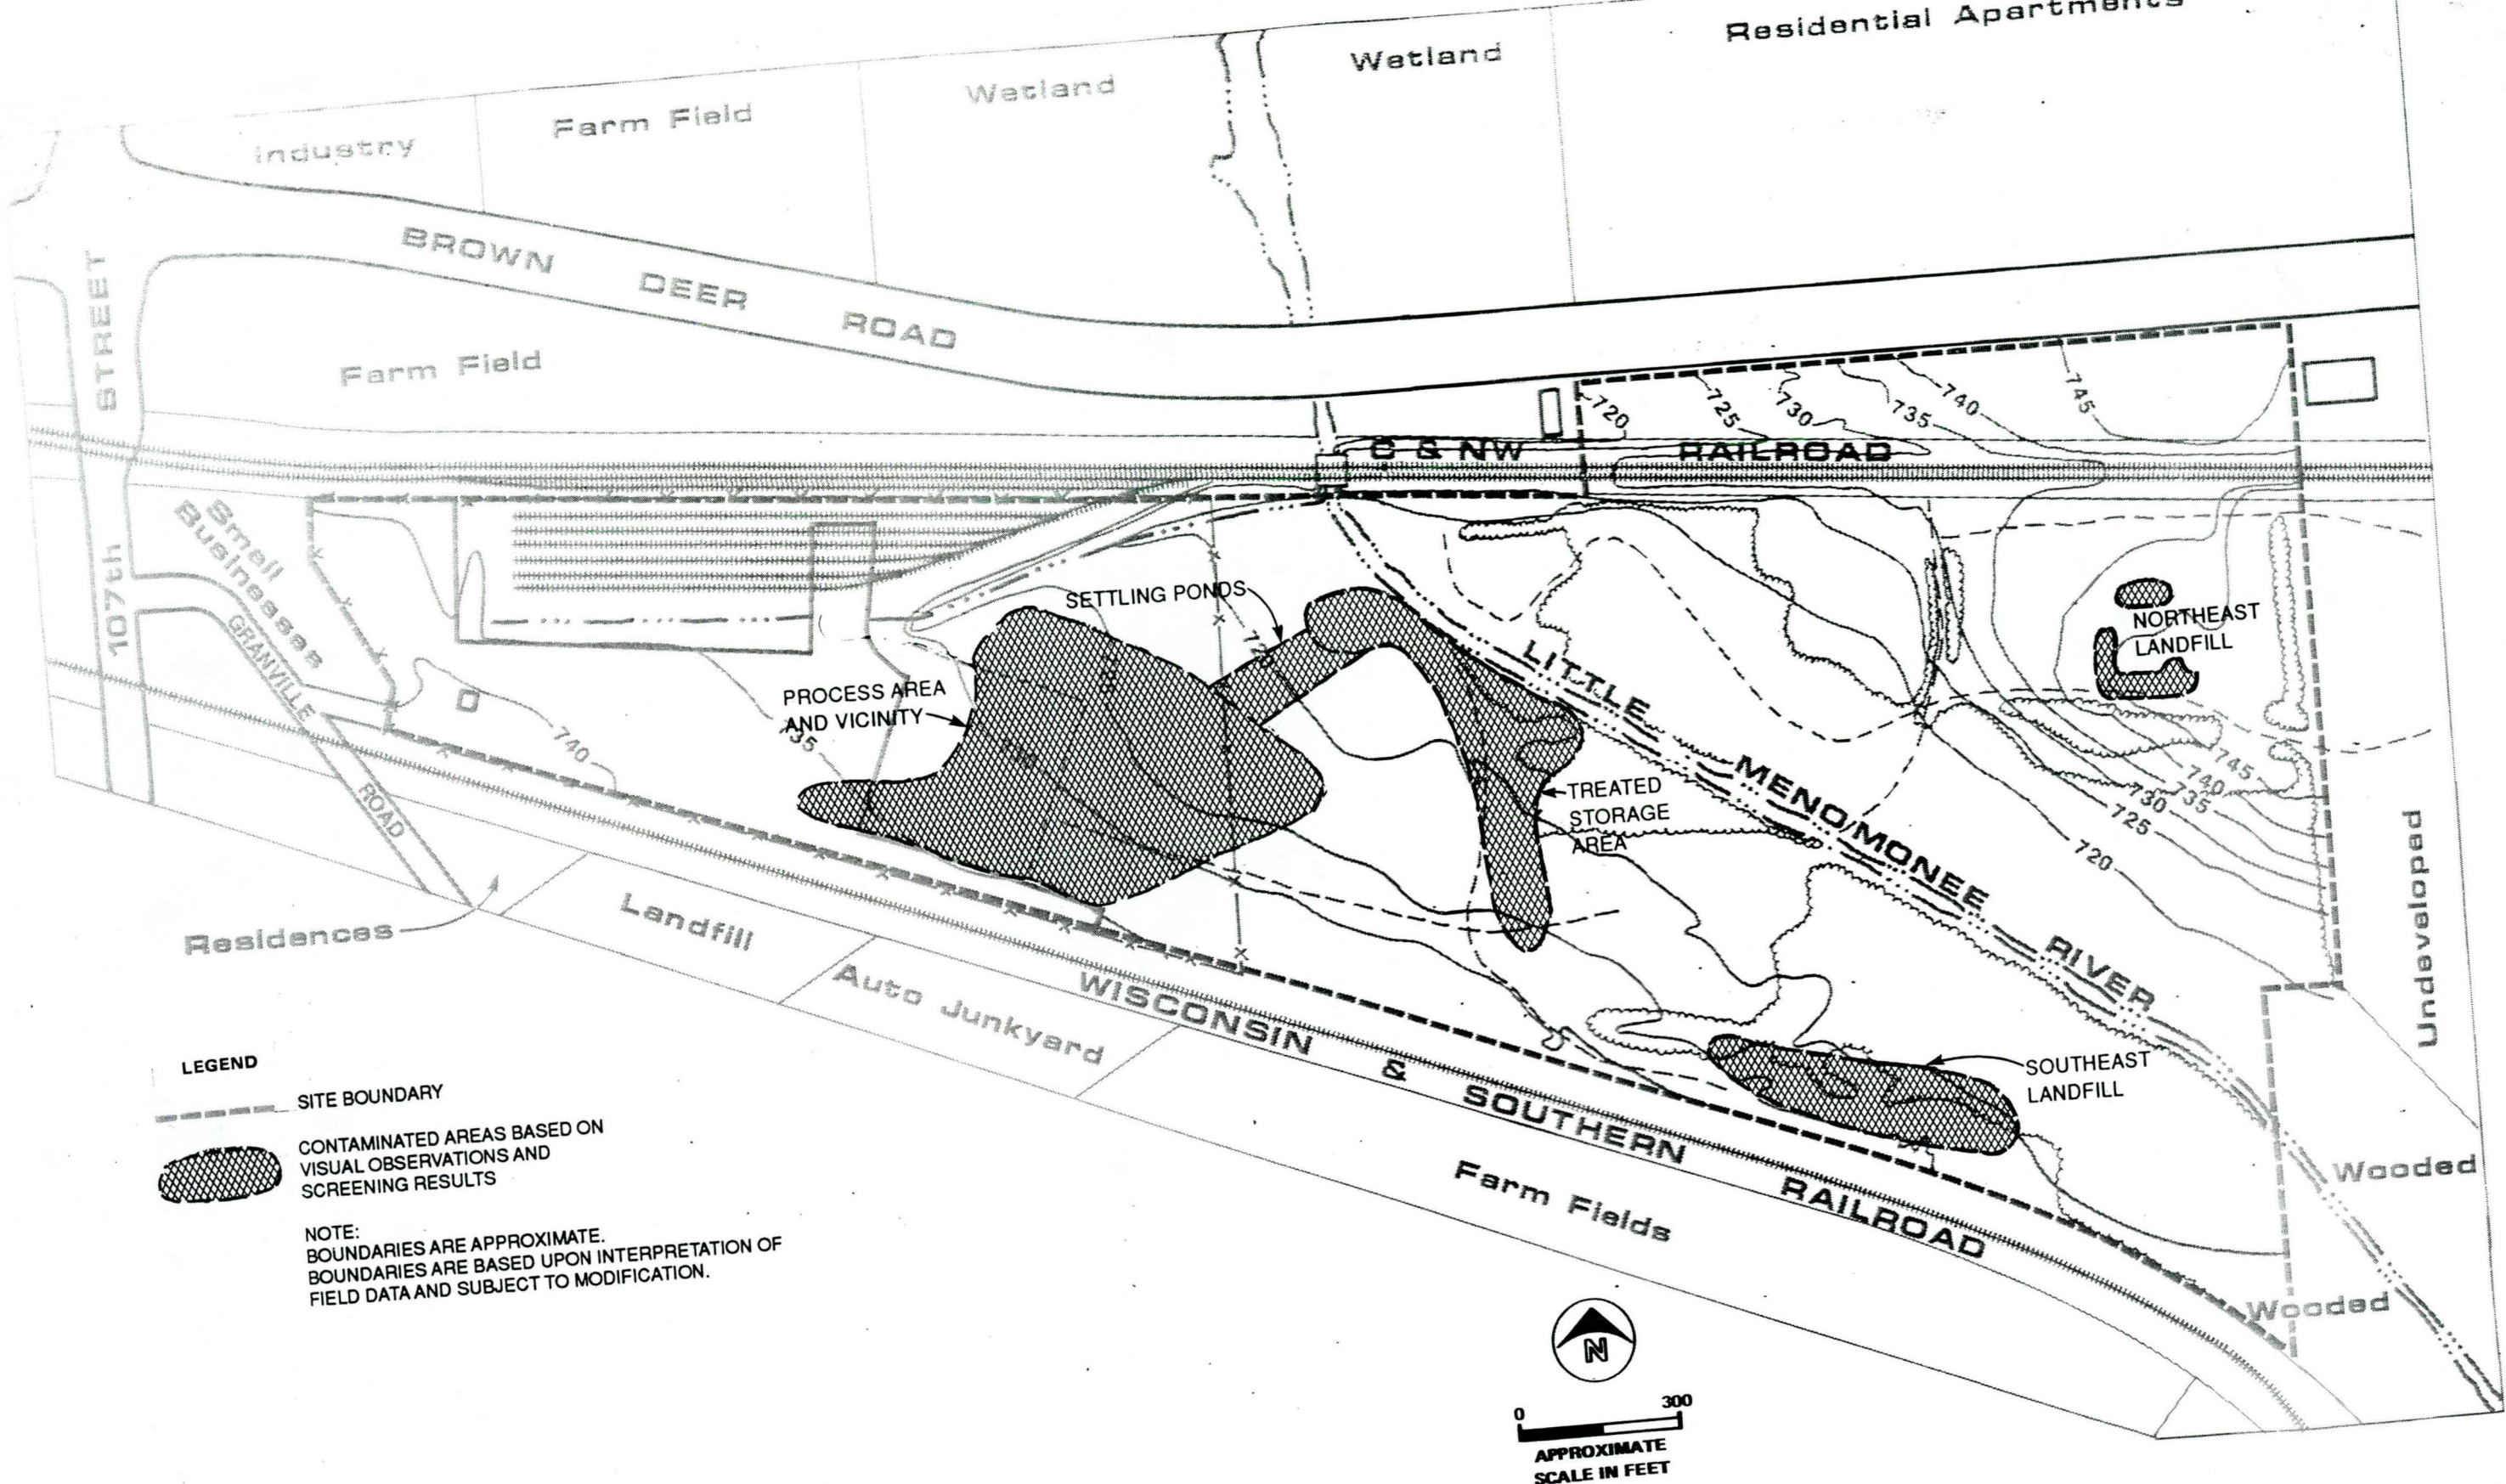 Residential Apartments
Wetland
Wetland
Farm Field
Industry
BROWN DEER ROAD
107th STREET
Farm Field
C & NW RAILROAD
720
725
730
735
740
745
Small
Businesses
GRANVILLE ROAD
SETTLING PONDS
720
NORTHEAST
LANDFILL
LITTLE MENOMONEE RIVER
PROCESS AREA
AND VICINITY
735
740
TREATED
STORAGE
AREA
745
740
735
730
725
720
Undeveloped
Residences
Landfill
Auto Junkyard
WISCONSIN & SOUTHERN RAILROAD
SOUTHEAST
LANDFILL
Farm Fields
Wooded
Wooded
LEGEND
SITE BOUNDARY
CONTAMINATED AREAS BASED ON
VISUAL OBSERVATIONS AND
SCREENING RESULTS
NOTE:
BOUNDARIES ARE APPROXIMATE.
BOUNDARIES ARE BASED UPON INTERPRETATION OF
FIELD DATA AND SUBJECT TO MODIFICATION.
N
0 300
APPROXIMATE
SCALE IN FEET